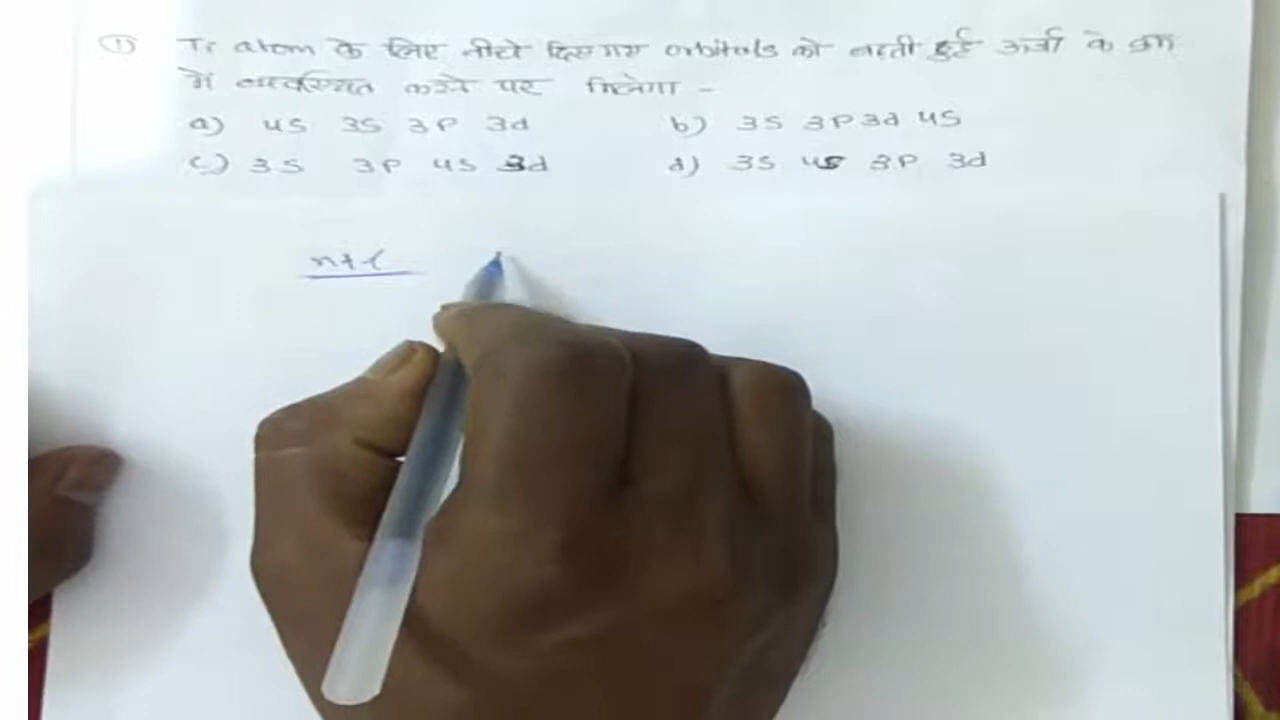 ① Ti atom के लिए नीचे दिए गए orbitals को बढ़ती हुई ऊर्जा के क्रम
में व्यवस्थित करने पर मिलेगा -
a) 4s 3s 3p 3d b) 3s 3p 3d 4s
c) 3s 3p 4s 3d d) 3s 4s 3p 3d
n+l